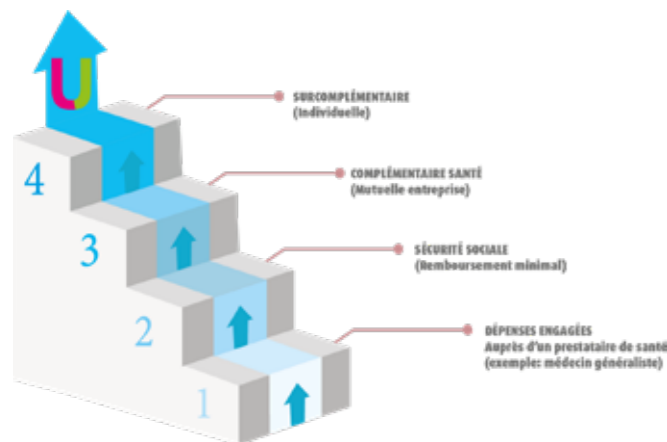 U
SURCOMPLÉMENTAIRE
(Individuelle)
4
COMPLÉMENTAIRE SANTÉ
(Mutuelle entreprise)
3
SÉCURITÉ SOCIALE
(Remboursement minimal)
2
DÉPENSES ENGAGÉES
Auprès d'un prestataire de santé
(exemple: médecin généraliste)
1